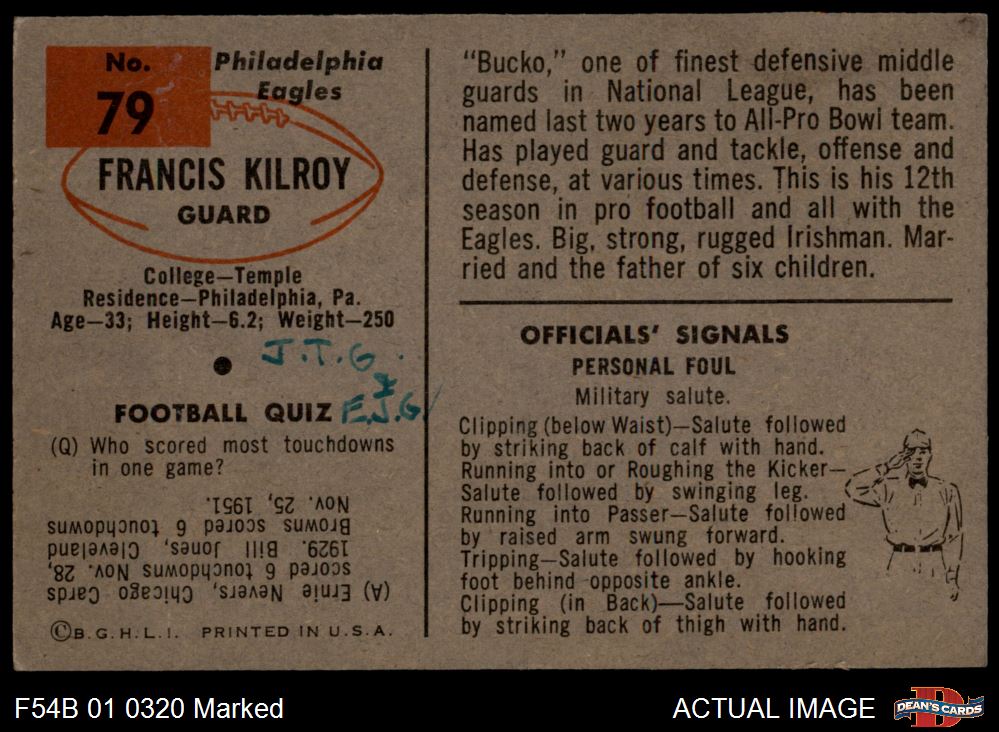 No.
79
Philadelphia
Eagles
FRANCIS KILROY
GUARD
College—Temple
Residence—Philadelphia, Pa.
Age—33; Height—6.2; Weight—250
J.T.G.
&
E.J.G
FOOTBALL QUIZ
(Q) Who scored most touchdowns
in one game?
(A) Ernie Nevers, Chicago Cards
scored 6 touchdowns Nov. 28,
1929. Bill Jones, Cleveland
Browns scored 6 touchdowns
Nov. 25, 1951.
©B.G.H.L.I. PRINTED IN U.S.A.
"Bucko," one of finest defensive middle
guards in National League, has been
named last two years to All-Pro Bowl team.
Has played guard and tackle, offense and
defense, at various times. This is his 12th
season in pro football and all with the
Eagles. Big, strong, rugged Irishman. Mar-
ried and the father of six children.
OFFICIALS' SIGNALS
PERSONAL FOUL
Military salute.
Clipping (below Waist)—Salute followed
by striking back of calf with hand.
Running into or Roughing the Kicker—
Salute followed by swinging leg.
Running into Passer—Salute followed
by raised arm swung forward.
Tripping—Salute followed by hooking
foot behind opposite ankle.
Clipping (in Back)—Salute followed
by striking back of thigh with hand.
F54B 01 0320 Marked
ACTUAL IMAGE
DEAN'S CARDS